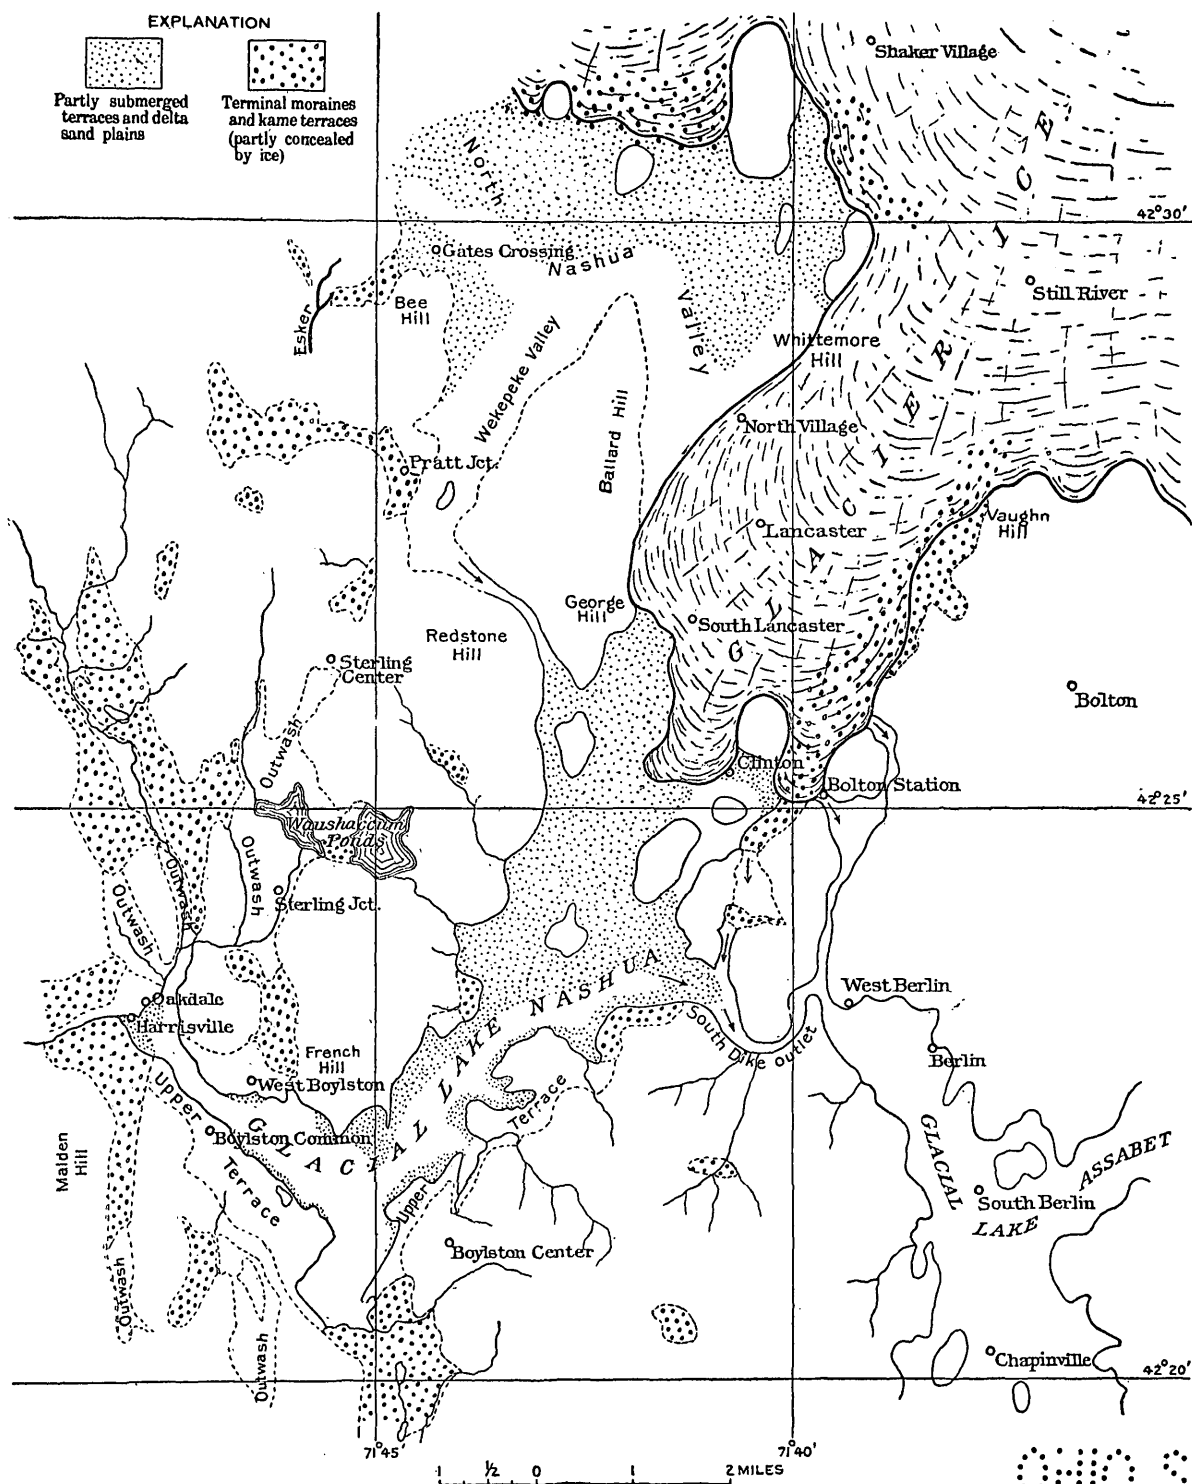 EXPLANATION
Partly submerged
terraces and delta
sand plains
Terminal moraines
and kame terraces
(partly concealed
by ice)
Shaker Village
North
Nashua
Valley
42°30'
Gates Crossing
Still River
Bee
Hill
Esker
Whittemore
Hill
Wekepeke Valley
Ballard Hill
GLACIER ICE
North Village
Pratt Jct.
Lancaster
Vaughn
Hill
George
Hill
South Lancaster
Redstone
Hill
Sterling
Center
Bolton
Outwash
Clinton
Bolton Station
42°25'
Waushaccum
Ponds
Outwash
Outwash
Outwash
Sterling Jct.
GLACIAL LAKE NASHUA
West Berlin
Oakdale
Harrisville
South Dike Outlet
French
Hill
Berlin
West Boylston
Upper
Terrace
Boylston Common
Terrace
Upper
Malden
Hill
GLACIAL
LAKE
ASSABET
South Berlin
Boylston Center
Outwash
Outwash
Chapinville
42°20'
71°45'
71°40'
1 ½ 0 1 2 MILES